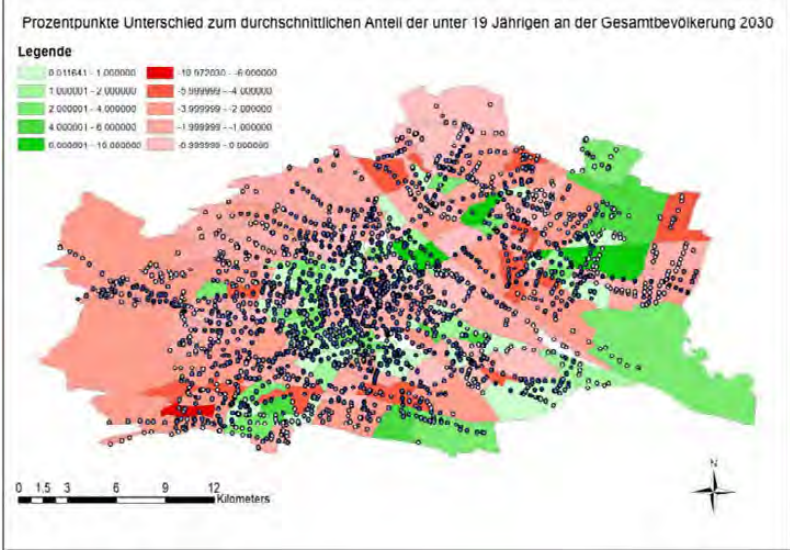 Prozentpunkte Unterschied zum durchschnittlichen Anteil der unter 19 Jährigen an der Gesamtbevölkerung 2030
Legende
0.011641 - 1.000000
-10.972030 - -6.000000
1.000001 - 2.000000
-5.999999 - -4.000000
2.000001 - 4.000000
-3.999999 - -2.000000
4.000001 - 6.000000
-1.999999 - -1.000000
6.000001 - 10.000000
-0.999999 - 0.000000
N
0 1.5 3 6 9 12
Kilometers